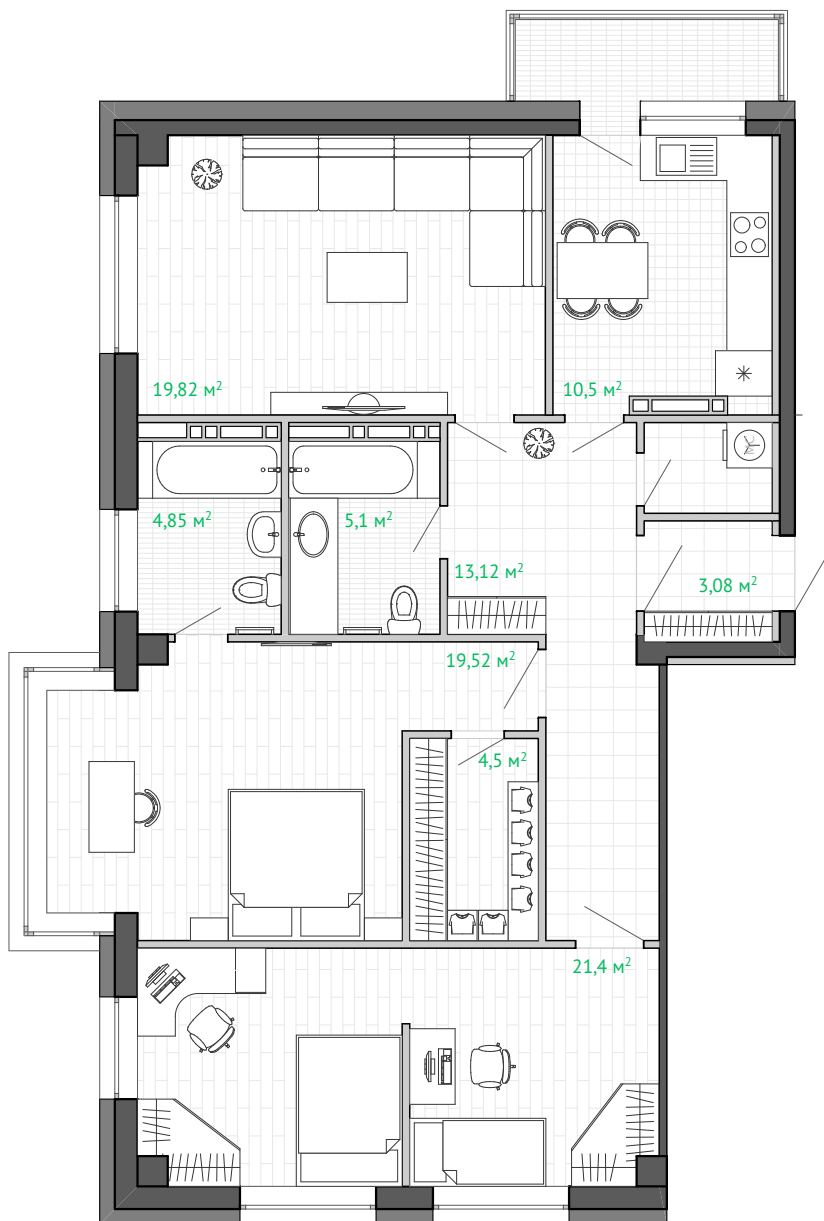 19,82 м²
10,5 м²
4,85 м²
5,1 м²
13,12 м²
3,08 м²
19,52 м²
4,5 м²
21,4 м²